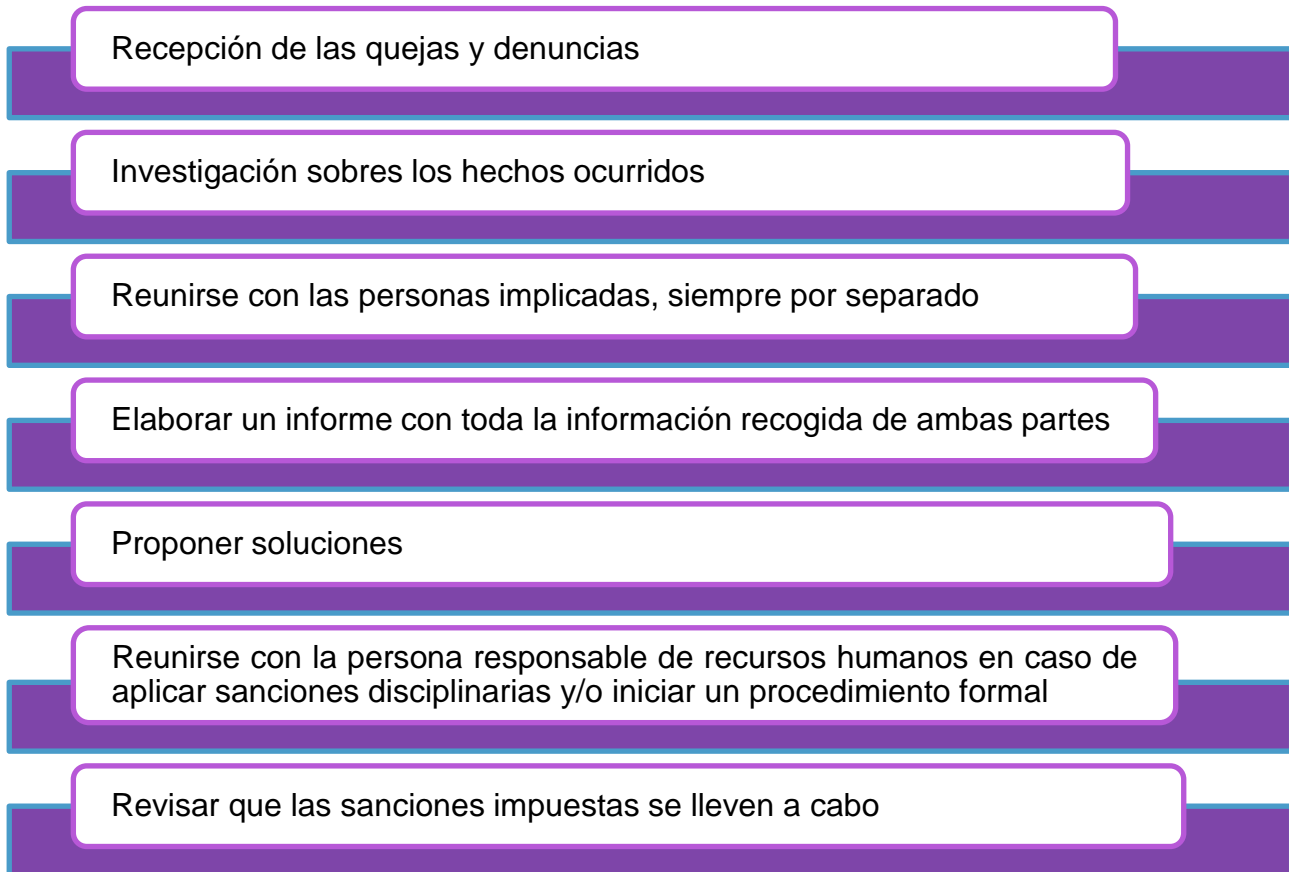 Recepción de las quejas y denuncias
Investigación sobres los hechos ocurridos
Reunirse con las personas implicadas, siempre por separado
Elaborar un informe con toda la información recogida de ambas partes
Proponer soluciones
Reunirse con la persona responsable de recursos humanos en caso de
aplicar sanciones disciplinarias y/o iniciar un procedimiento formal
Revisar que las sanciones impuestas se lleven a cabo